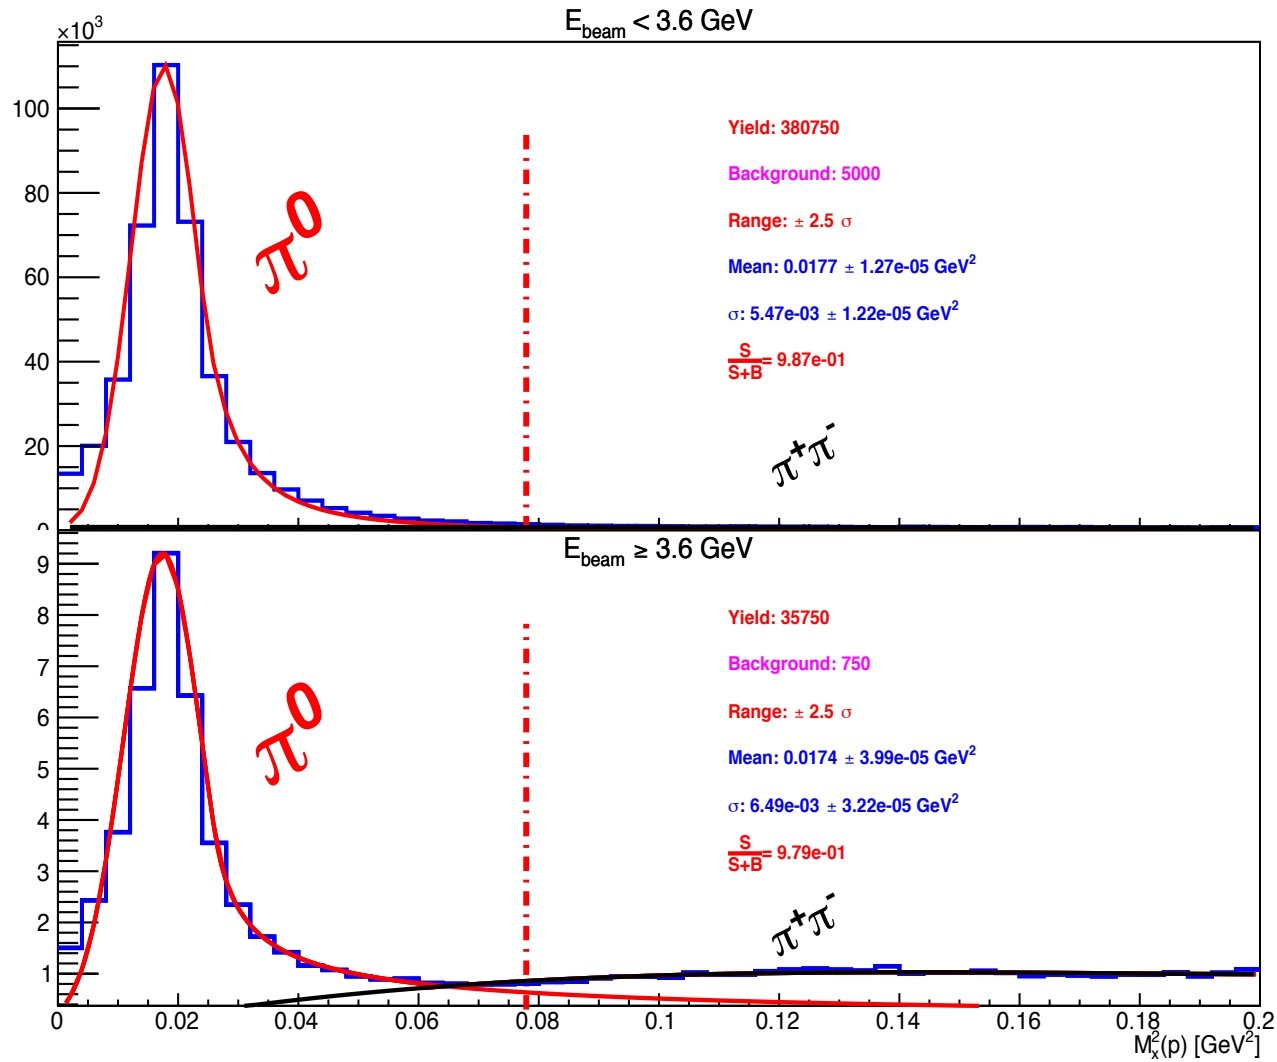 E_beam < 3.6 GeV
×10³
100
80
60
40
20
0
π⁰
Yield: 380750
Background: 5000
Range: ± 2.5 σ
Mean: 0.0177 ± 1.27e-05 GeV²
σ: 5.47e-03 ± 1.22e-05 GeV²
S/S+B = 9.87e-01
π⁺π⁻
E_beam ≥ 3.6 GeV
9
8
7
6
5
4
3
2
1
π⁰
Yield: 35750
Background: 750
Range: ± 2.5 σ
Mean: 0.0174 ± 3.99e-05 GeV²
σ: 6.49e-03 ± 3.22e-05 GeV²
S/S+B = 9.79e-01
π⁺π⁻
0 0.02 0.04 0.06 0.08 0.1 0.12 0.14 0.16 0.18 0.2
M²ₓ(p) [GeV²]